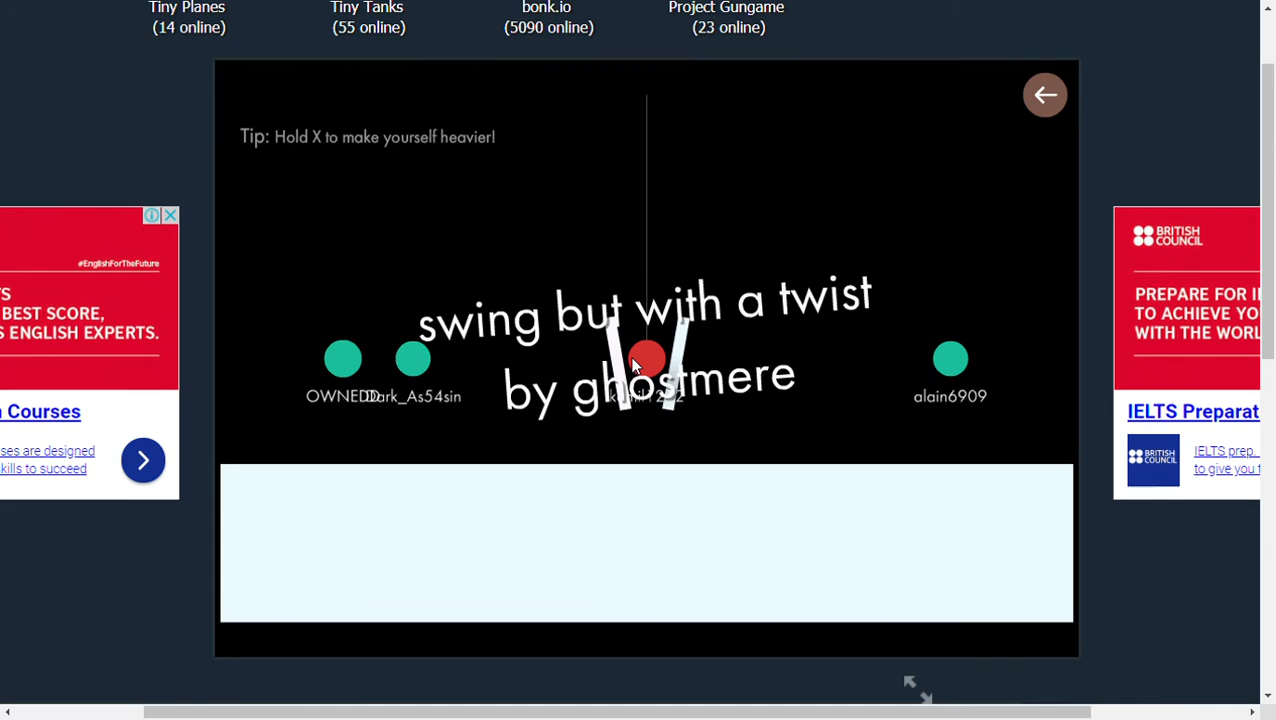 Tiny Planes
(14 online)
Tiny Tanks
(55 online)
bonk.io
(5090 online)
Project Gungame
(23 online)
Tip: Hold X to make yourself heavier!
swing but with a twist
by ghostmere
OWNEDD
Dark_As54sin
alain6909
#EnglishForTheFuture
TS
BEST SCORE,
S ENGLISH EXPERTS.
n Courses
ses are designed
kills to succeed
BRITISH
COUNCIL
PREPARE FOR IE
TO ACHIEVE YO
WITH THE WORL
IELTS Preparat
BRITISH COUNCIL
IELTS prep.
to give you t